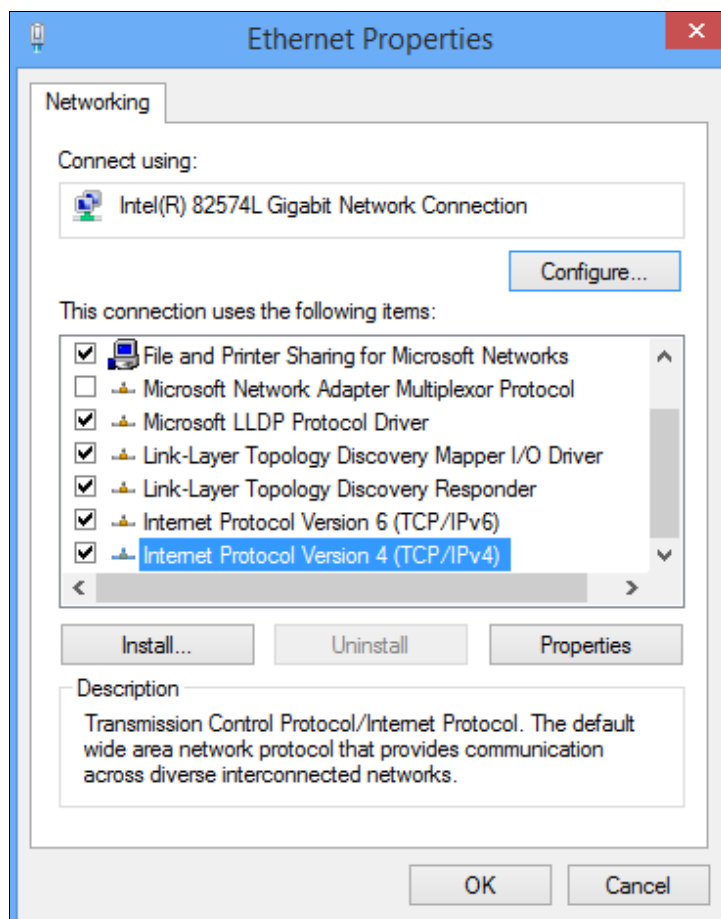 Ethernet Properties
Networking
Connect using:
Intel(R) 82574L Gigabit Network Connection
Configure...
This connection uses the following items:
File and Printer Sharing for Microsoft Networks
Microsoft Network Adapter Multiplexor Protocol
Microsoft LLDP Protocol Driver
Link-Layer Topology Discovery Mapper I/O Driver
Link-Layer Topology Discovery Responder
Internet Protocol Version 6 (TCP/IPv6)
Internet Protocol Version 4 (TCP/IPv4)
Install... Uninstall Properties
Description
Transmission Control Protocol/Internet Protocol. The default
wide area network protocol that provides communication
across diverse interconnected networks.
OK Cancel